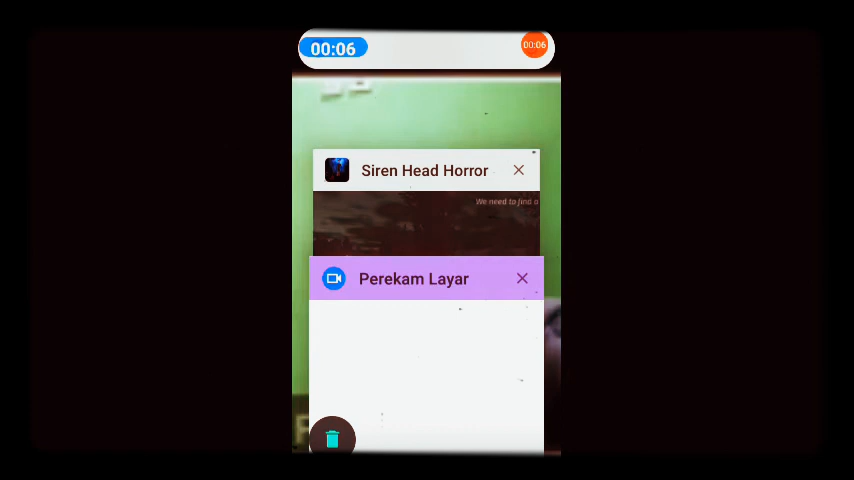 00:06
00:06
Siren Head Horror
We need to find a
Perekam Layar